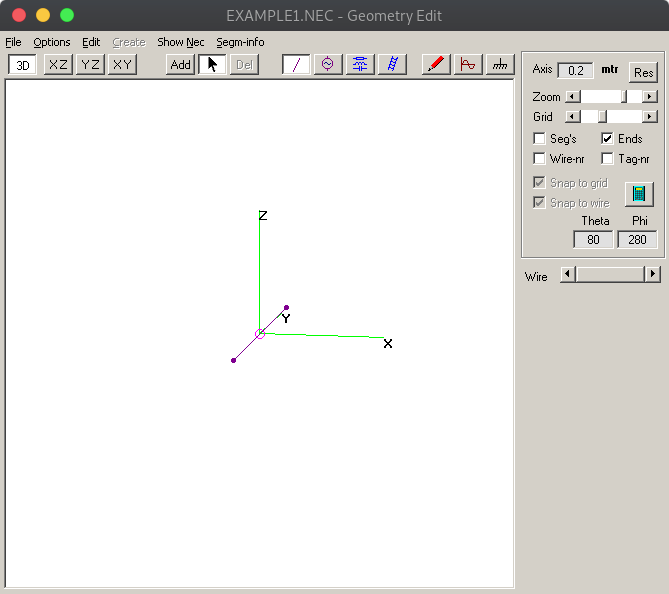 EXAMPLE1.NEC - Geometry Edit
File Options Edit Create Show Nec Segm-info
3D XZ YZ XY Add Del
Axis 0.2 mtr Res
Zoom
Grid
Seg's Ends
Wire-nr Tag-nr
Snap to grid
Snap to wire
Theta Phi
80 280
Wire
Z
Y
X